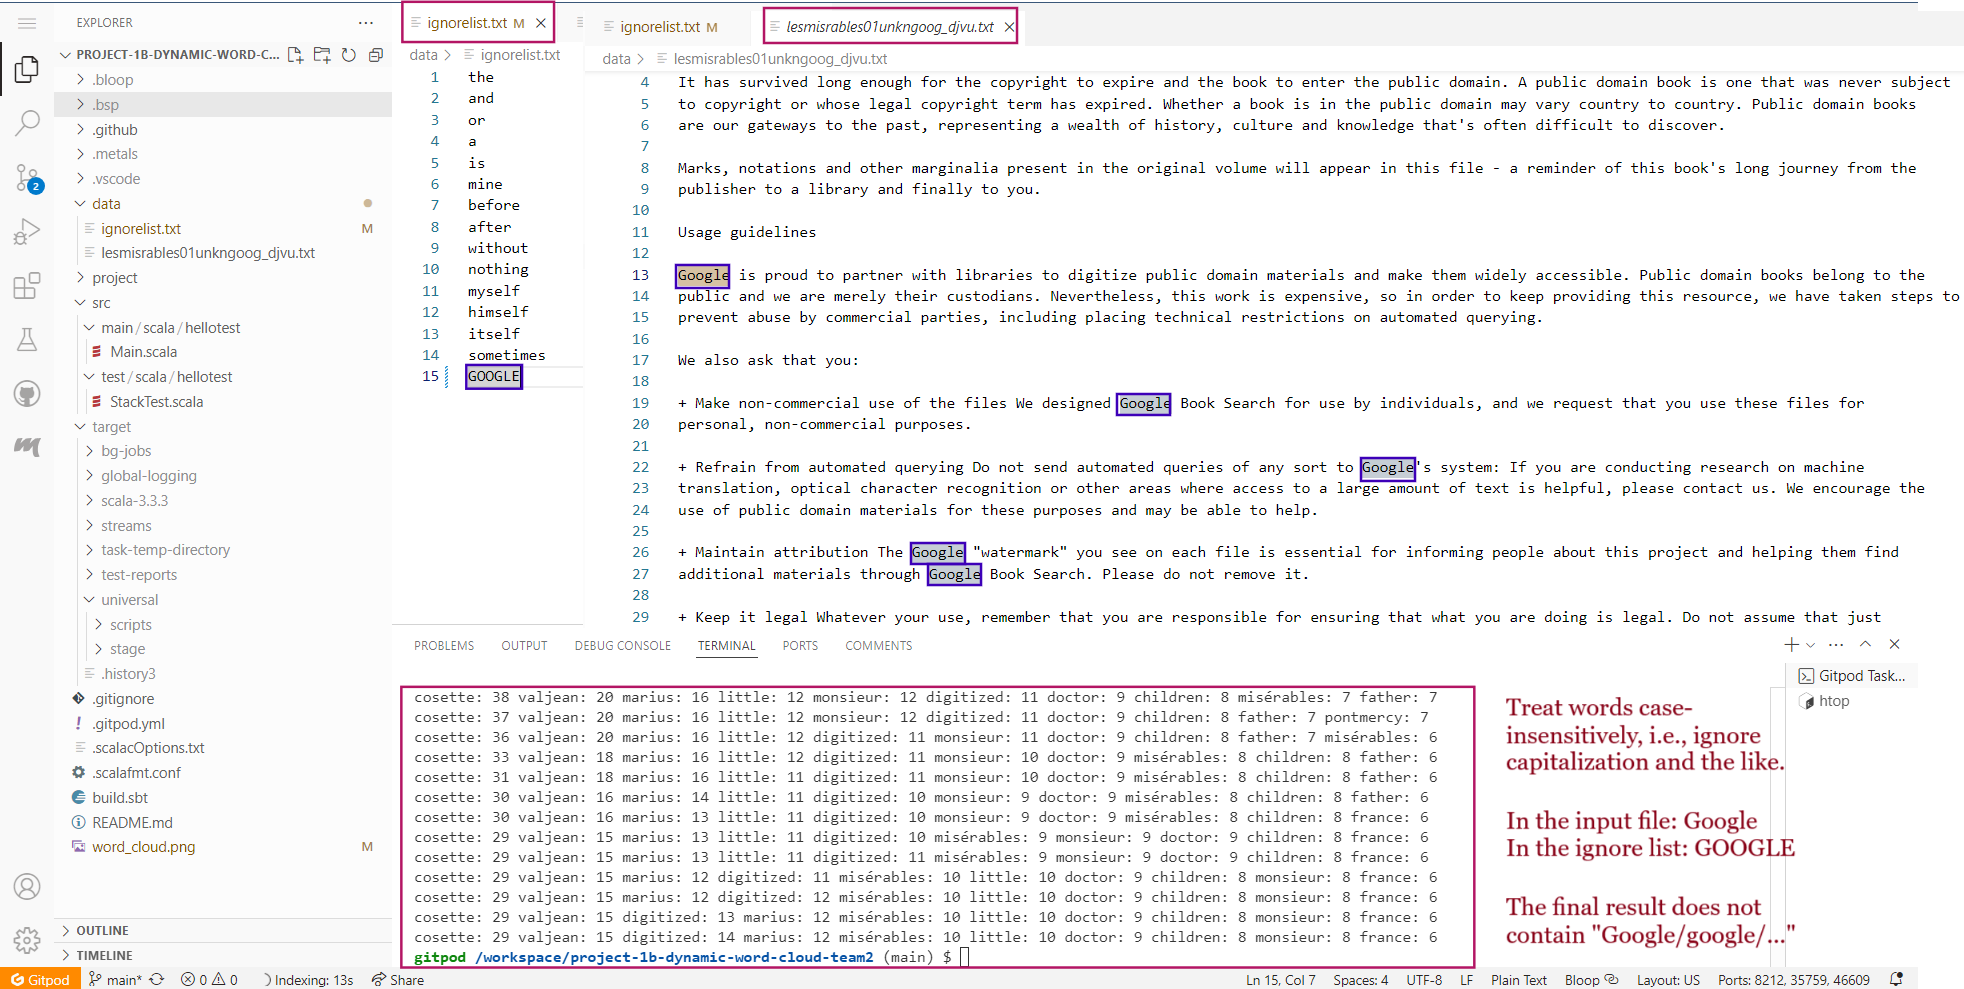 EXPLORER
PROJECT-1B-DYNAMIC-WORD-C...
.bloop
.bsp
.github
.metals
.vscode
data
ignorelist.txt M
lesmisrables01unkngoog_djvu.txt
project
src
main/scala/hellotest
Main.scala
test/scala/hellotest
StackTest.scala
target
bg-jobs
global-logging
scala-3.3.3
streams
task-temp-directory
test-reports
universal
scripts
stage
.history3
.gitignore
.gitpod.yml
.scalacOptions.txt
.scalafmt.conf
build.sbt
README.md
word_cloud.png M
OUTLINE
TIMELINE
2
ignorelist.txt M
data > ignorelist.txt
1 the
2 and
3 or
4 a
5 is
6 mine
7 before
8 after
9 without
10 nothing
11 myself
12 himself
13 itself
14 sometimes
15 GOOGLE
ignorelist.txt M
lesmisrables01unkngoog_djvu.txt
data > lesmisrables01unkngoog_djvu.txt
4 It has survived long enough for the copyright to expire and the book to enter the public domain. A public domain book is one that was never subject
5 to copyright or whose legal copyright term has expired. Whether a book is in the public domain may vary country to country. Public domain books
6 are our gateways to the past, representing a wealth of history, culture and knowledge that's often difficult to discover.
7
8 Marks, notations and other marginalia present in the original volume will appear in this file - a reminder of this book's long journey from the
9 publisher to a library and finally to you.
10
11 Usage guidelines
12
13 Google is proud to partner with libraries to digitize public domain materials and make them widely accessible. Public domain books belong to the
14 public and we are merely their custodians. Nevertheless, this work is expensive, so in order to keep providing this resource, we have taken steps to
15 prevent abuse by commercial parties, including placing technical restrictions on automated querying.
16
17 We also ask that you:
18
19 + Make non-commercial use of the files We designed Google Book Search for use by individuals, and we request that you use these files for
20 personal, non-commercial purposes.
21
22 + Refrain from automated querying Do not send automated queries of any sort to Google's system: If you are conducting research on machine
23 translation, optical character recognition or other areas where access to a large amount of text is helpful, please contact us. We encourage the
24 use of public domain materials for these purposes and may be able to help.
25
26 + Maintain attribution The Google "watermark" you see on each file is essential for informing people about this project and helping them find
27 additional materials through Google Book Search. Please do not remove it.
28
29 + Keep it legal Whatever your use, remember that you are responsible for ensuring that what you are doing is legal. Do not assume that just
PROBLEMS OUTPUT DEBUG CONSOLE TERMINAL PORTS COMMENTS
cosette: 38 valjean: 20 marius: 16 little: 12 monsieur: 12 digitized: 11 doctor: 9 children: 8 misérables: 7 father: 7
cosette: 37 valjean: 20 marius: 16 little: 12 monsieur: 12 digitized: 11 doctor: 9 children: 8 father: 7 pontmercy: 7
cosette: 36 valjean: 20 marius: 16 little: 12 digitized: 11 monsieur: 11 doctor: 9 children: 8 father: 7 misérables: 6
cosette: 33 valjean: 18 marius: 16 little: 12 digitized: 11 monsieur: 10 doctor: 9 misérables: 8 children: 8 father: 6
cosette: 31 valjean: 18 marius: 16 little: 11 digitized: 11 monsieur: 10 doctor: 9 misérables: 8 children: 8 father: 6
cosette: 30 valjean: 16 marius: 14 little: 11 digitized: 10 monsieur: 9 doctor: 9 misérables: 8 children: 8 father: 6
cosette: 30 valjean: 16 marius: 13 little: 11 digitized: 10 monsieur: 9 doctor: 9 misérables: 8 children: 8 france: 6
cosette: 29 valjean: 15 marius: 13 little: 11 digitized: 10 misérables: 9 monsieur: 9 doctor: 9 children: 8 france: 6
cosette: 29 valjean: 15 marius: 13 little: 11 digitized: 11 misérables: 9 monsieur: 9 doctor: 9 children: 8 france: 6
cosette: 29 valjean: 15 marius: 12 digitized: 11 misérables: 10 little: 10 doctor: 9 children: 8 monsieur: 8 france: 6
cosette: 29 valjean: 15 marius: 12 digitized: 12 misérables: 10 little: 10 doctor: 9 children: 8 monsieur: 8 france: 6
cosette: 29 valjean: 15 digitized: 13 marius: 12 misérables: 10 little: 10 doctor: 9 children: 8 monsieur: 8 france: 6
cosette: 29 valjean: 15 digitized: 14 marius: 12 misérables: 10 little: 10 doctor: 9 children: 8 monsieur: 8 france: 6
gitpod /workspace/project-1b-dynamic-word-cloud-team2 (main) $
Gitpod Task...
htop
Treat words case-
insensitively, i.e., ignore
capitalization and the like.
In the input file: Google
In the ignore list: GOOGLE
The final result does not
contain "Google/google/..."
Gitpod main* 0 0 Indexing: 13s Share Ln 15, Col 7 Spaces: 4 UTF-8 LF Plain Text Bloop Layout: US Ports: 8212, 35759, 46609